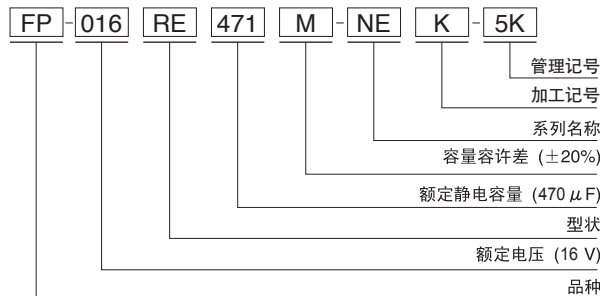 FP-016 RE 471 M-NE K-5K
管理记号
加工记号
系列名称
容量容许差 (±20%)
额定静电容量 (470 μF)
型状
额定电压 (16 V)
品种